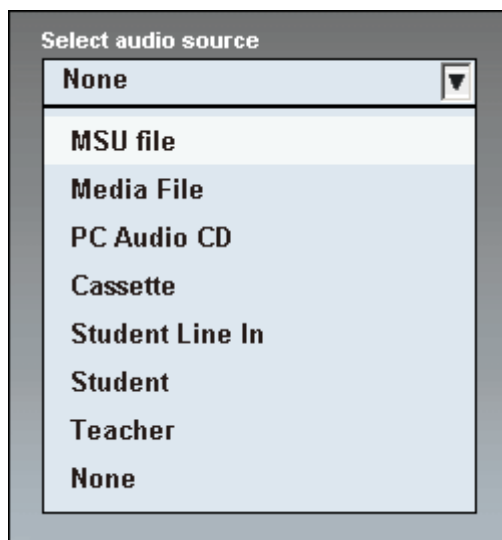 Select audio source
None
MSU file
Media File
PC Audio CD
Cassette
Student Line In
Student
Teacher
None